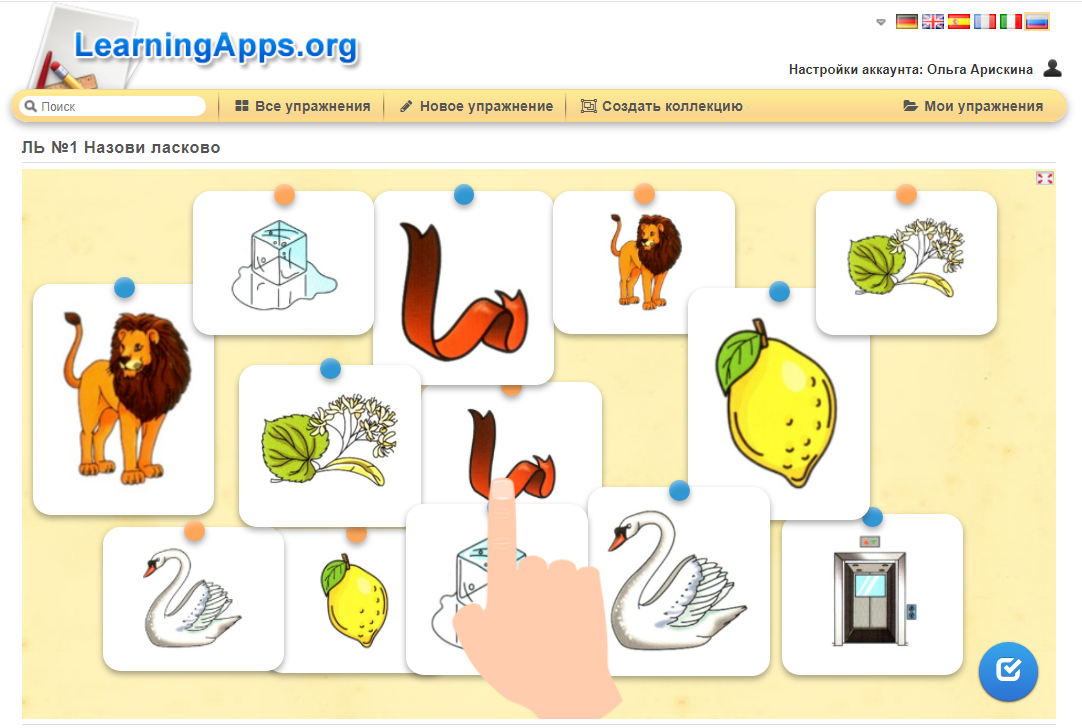 LearningApps.org
Настройки аккаунта: Ольга Арискина
Поиск
Все упражнения
Новое упражнение
Создать коллекцию
Мои упражнения
ЛЬ №1 Назови ласково